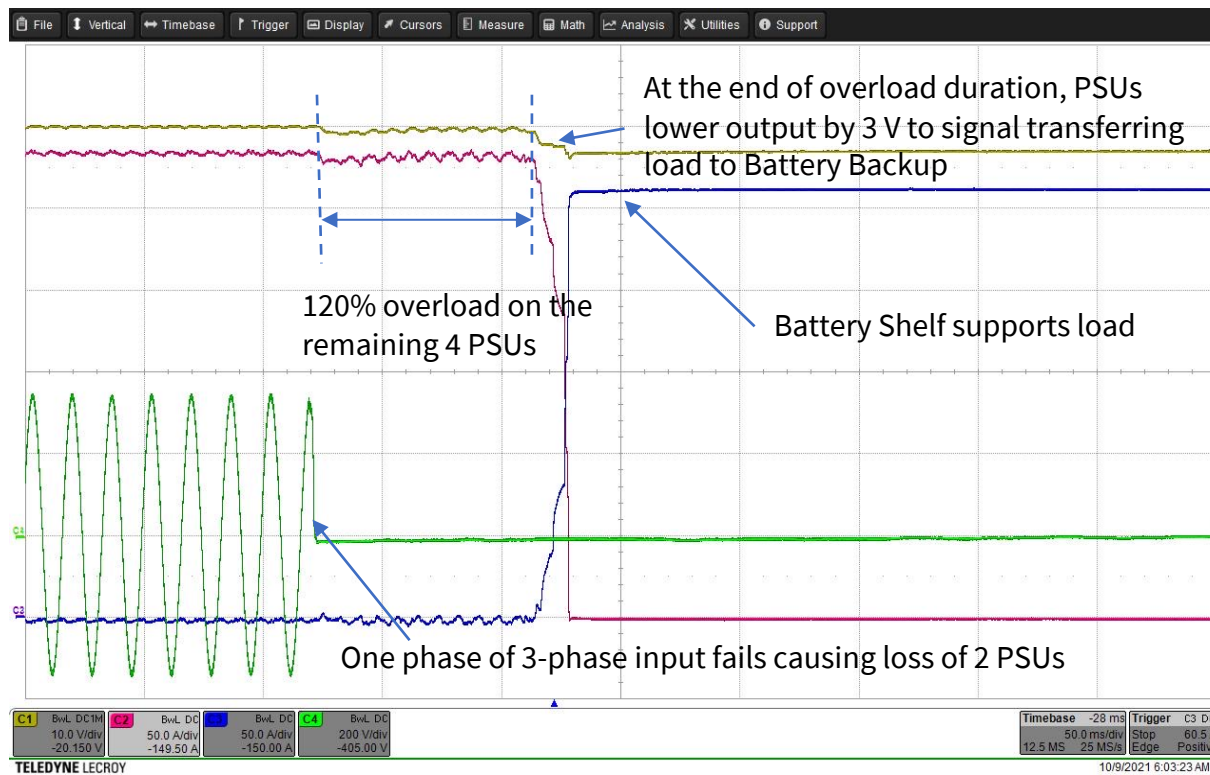 File Vertical Timebase Trigger Display Cursors Measure Math Analysis Utilities Support
At the end of overload duration, PSUs
lower output by 3 V to signal transferring
load to Battery Backup
120% overload on the
remaining 4 PSUs
Battery Shelf supports load
C4
C3
One phase of 3-phase input fails causing loss of 2 PSUs
C1 BwL DC1M C2 BwL DC C3 BwL DC C4 BwL DC
10.0 V/div 50.0 A/div 50.0 A/div 200 V/div
-20.150 V -149.50 A -150.00 A -405.00 V
Timebase -28 ms Trigger C3 D
50.0 ms/div Stop 60.5
12.5 MS 25 MS/s Edge Positiv
TELEDYNE LECROY 10/9/2021 6:03:23 AM